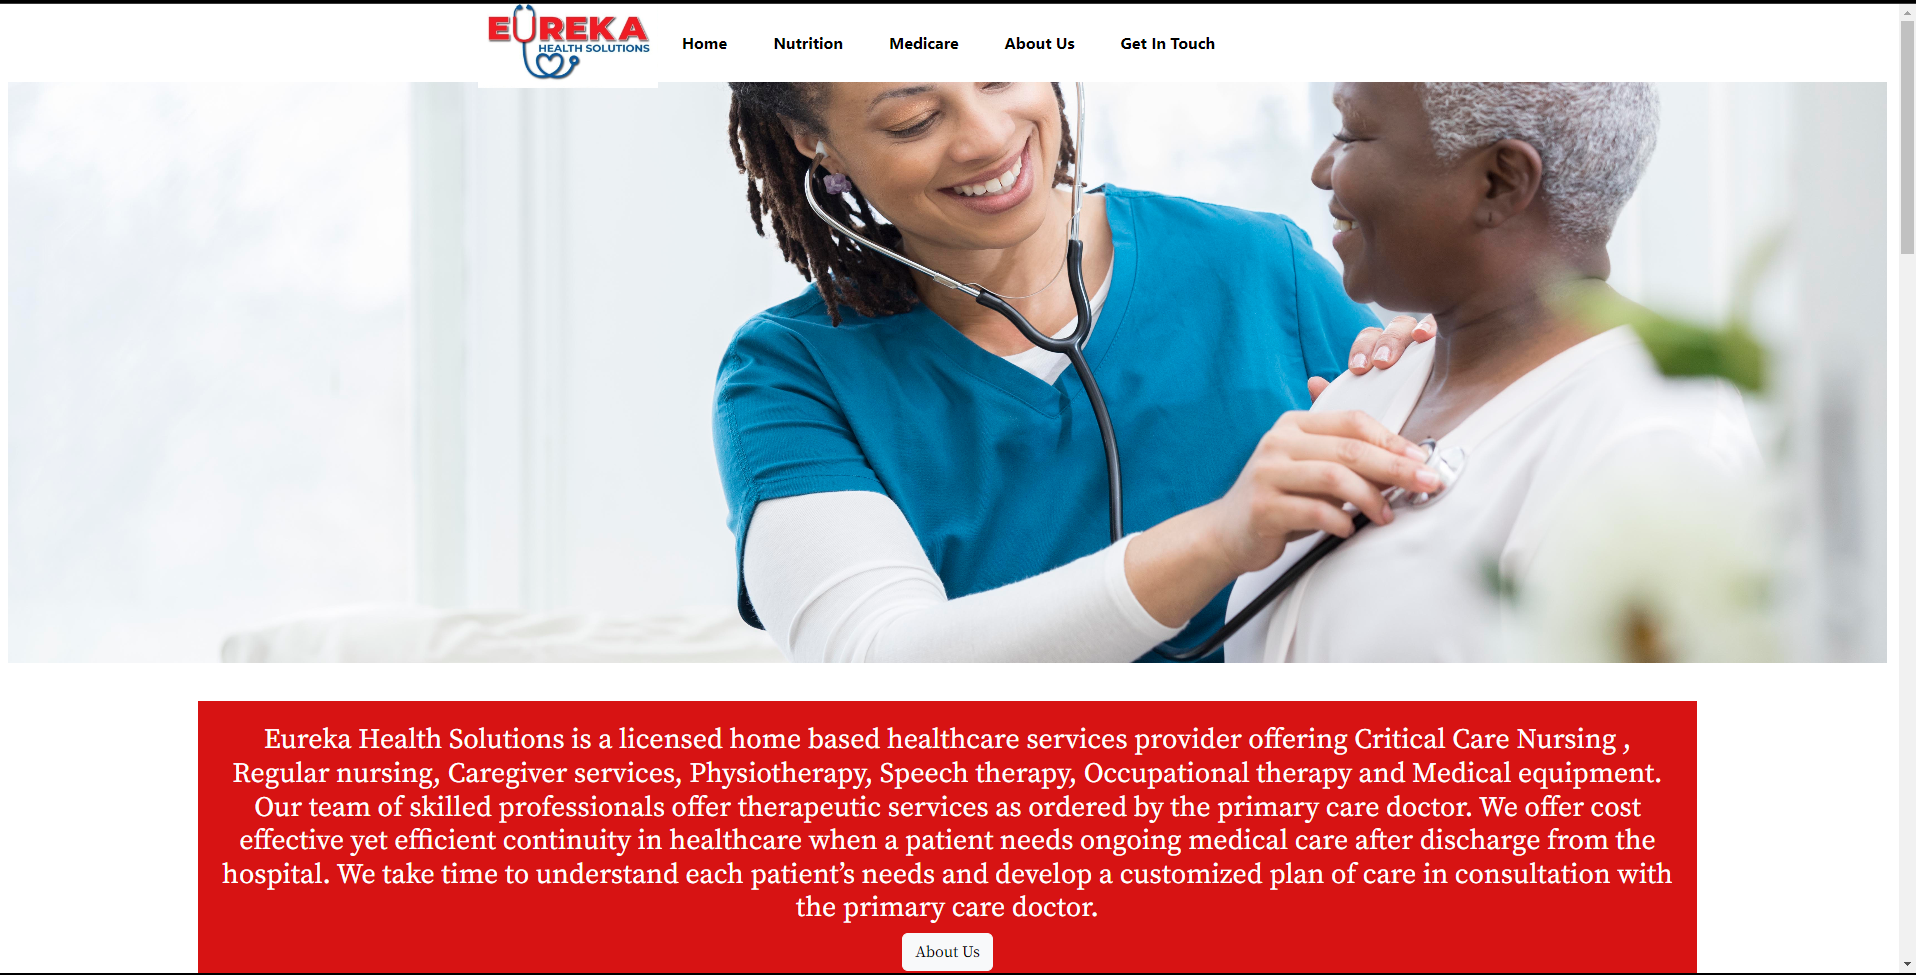 EUREKA
HEALTH SOLUTIONS
Home
Nutrition
Medicare
About Us
Get In Touch
Eureka Health Solutions is a licensed home based healthcare services provider offering Critical Care Nursing ,
Regular nursing, Caregiver services, Physiotherapy, Speech therapy, Occupational therapy and Medical equipment.
Our team of skilled professionals offer therapeutic services as ordered by the primary care doctor. We offer cost
effective yet efficient continuity in healthcare when a patient needs ongoing medical care after discharge from the
hospital. We take time to understand each patient’s needs and develop a customized plan of care in consultation with
the primary care doctor.
About Us